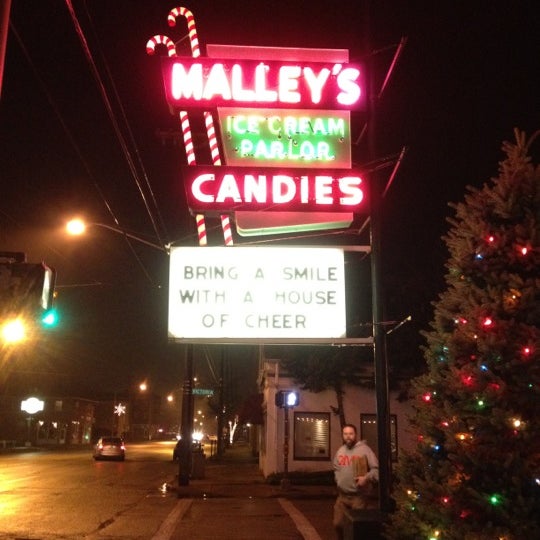 MALLEY'S
ICE CREAM
PARLOR
CANDIES
BRING A SMILE
WITH A HOUSE
OF CHEER